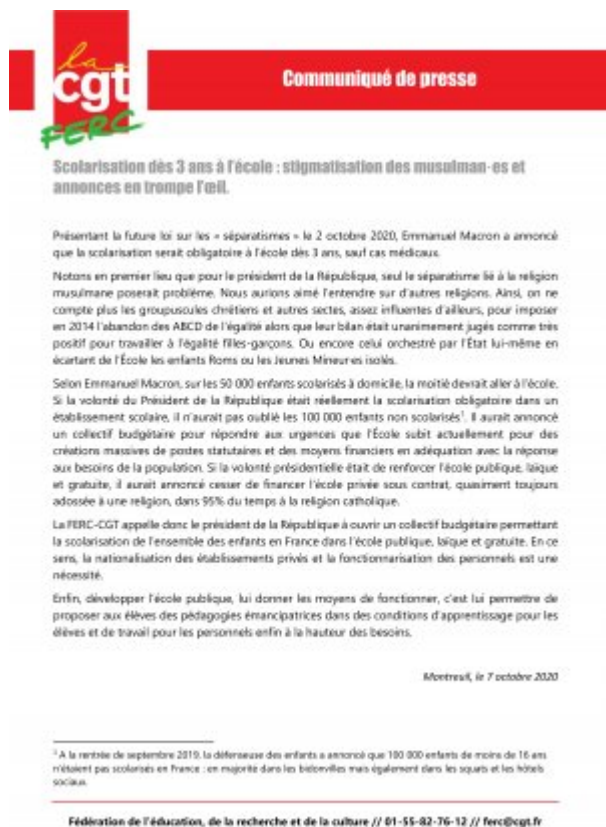 la
cgt
FERC
Communiqué de presse
Scolarisation dès 3 ans à l'école : stigmatisation des musulman·es et
annonces en trompe l'œil.
Présentant la future loi sur les « séparatismes » le 2 octobre 2020, Emmanuel Macron a annoncé
que la scolarisation serait obligatoire à l'école dès 3 ans, sauf cas médicaux.
Notons en premier lieu que pour le président de la République, seul le séparatisme lié à la religion
musulmane poserait problème. Nous aurions aimé l'entendre sur d'autres religions. Ainsi, on ne
compte plus les groupuscules chrétiens et autres sectes, assez influentes d'ailleurs, pour imposer
en 2014 l'abandon des ABCD de l'égalité alors que leur bilan était unanimement jugés comme très
positif pour travailler à l'égalité filles-garçons. Ou encore celui orchestré par l'État lui-même en
écartant de l'École les enfants Roms ou les Jeunes Mineur·es isolés.
Selon Emmanuel Macron, sur les 50 000 enfants scolarisés à domicile, la moitié devrait aller à l'école.
Si la volonté du Président de la République était réellement la scolarisation obligatoire dans un
établissement scolaire, il n'aurait pas oublié les 100 000 enfants non scolarisés¹. Il aurait annoncé
un collectif budgétaire pour répondre aux urgences que l'École subit actuellement pour des
créations massives de postes statutaires et des moyens financiers en adéquation avec la réponse
aux besoins de la population. Si la volonté présidentielle était de renforcer l'école publique, laïque
et gratuite, il aurait annoncé cesser de financer l'école privée sous contrat, quasiment toujours
adossée à une religion, dans 95% du temps à la religion catholique.
La FERC-CGT appelle donc le président de la République à ouvrir un collectif budgétaire permettant
la scolarisation de l'ensemble des enfants en France dans l'école publique, laïque et gratuite. En ce
sens, la nationalisation des établissements privés et la fonctionnarisation des personnels est une
nécessité.
Enfin, développer l'école publique, lui donner les moyens de fonctionner, c'est lui permettre de
proposer aux élèves des pédagogies émancipatrices dans des conditions d'apprentissage pour les
élèves et de travail pour les personnels enfin à la hauteur des besoins.
Montreuil, le 7 octobre 2020
¹ A la rentrée de septembre 2019, la défenseuse des enfants a annoncé que 100 000 enfants de moins de 16 ans
n'étaient pas scolarisés en France : en majorité dans les bidonvilles mais également dans les squats et les hôtels
sociaux.
Fédération de l'éducation, de la recherche et de la culture // 01-55-82-76-12 // ferc@cgt.fr